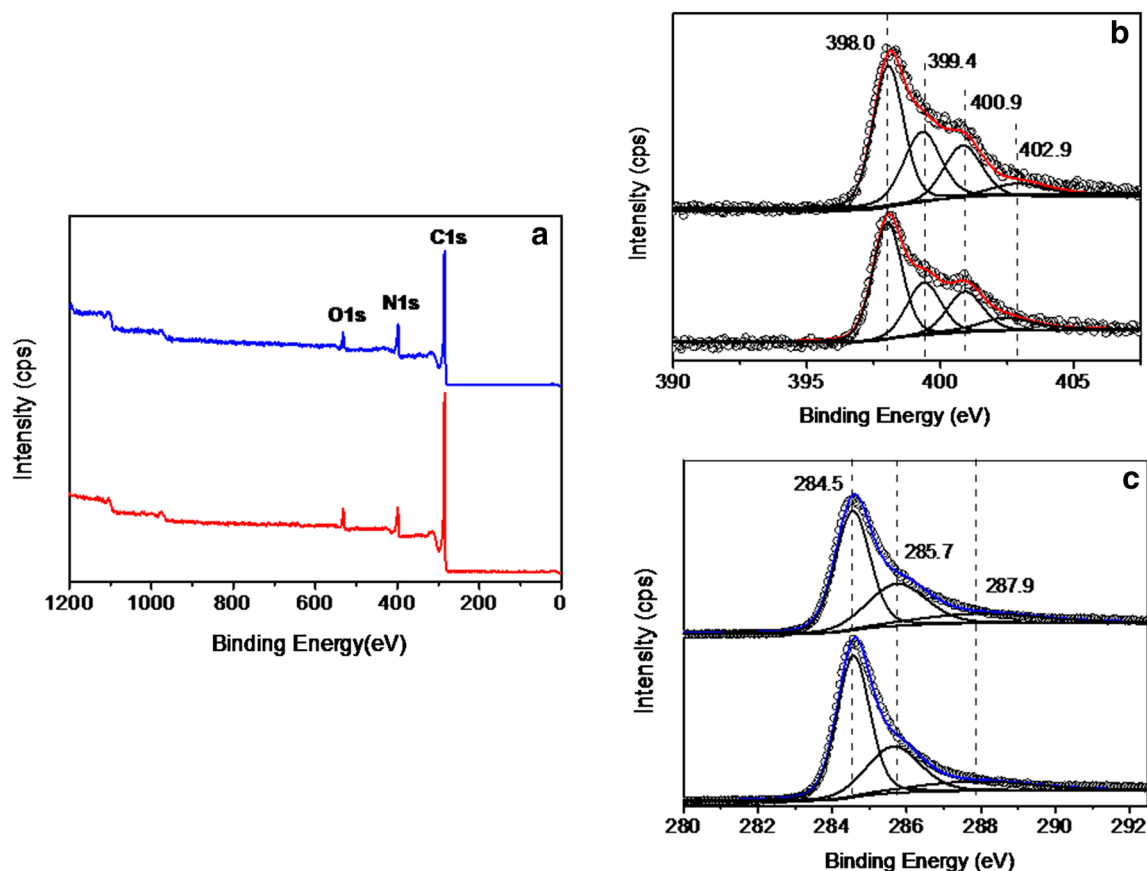 a
C1s
N1s
O1s
Intensity (cps)
1200 1000 800 600 400 200 0
Binding Energy(eV)
b
398.0
399.4
400.9
402.9
Intensity (cps)
390 395 400 405
Binding Energy (eV)
c
284.5
285.7
287.9
Intensity (cps)
280 282 284 286 288 290 292
Binding Energy (eV)